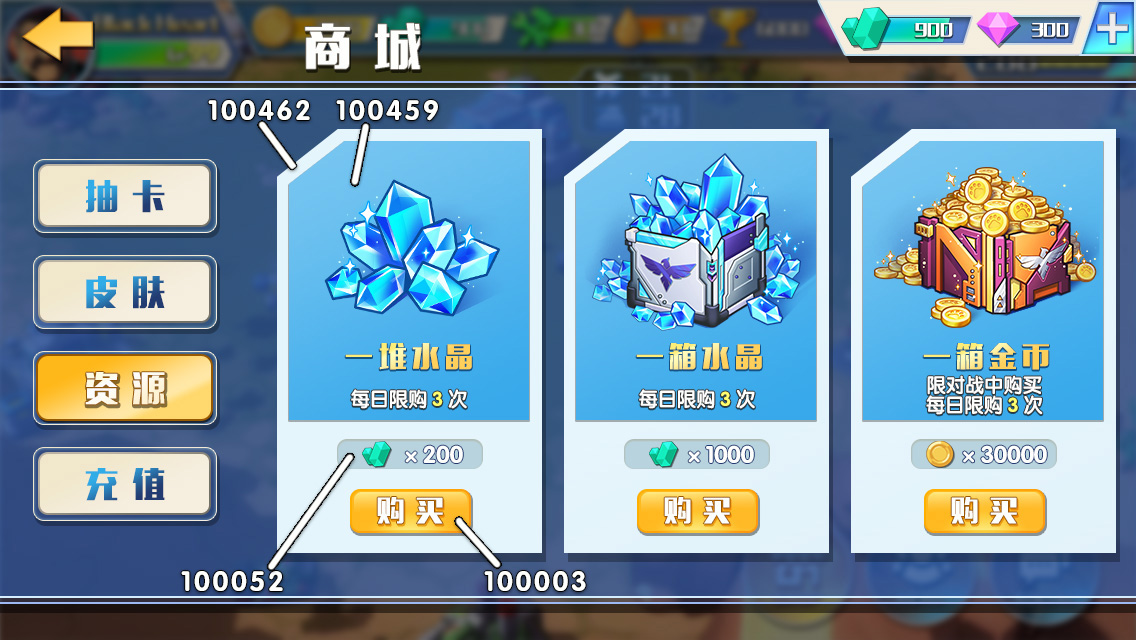 商城
900
300
100462
100459
抽卡
皮肤
资源
充值
一堆水晶
每日限购 3 次
×200
购买
一箱水晶
每日限购 3 次
×1000
购买
一箱金币
限对战中购买
每日限购 3 次
×30000
购买
100052
100003